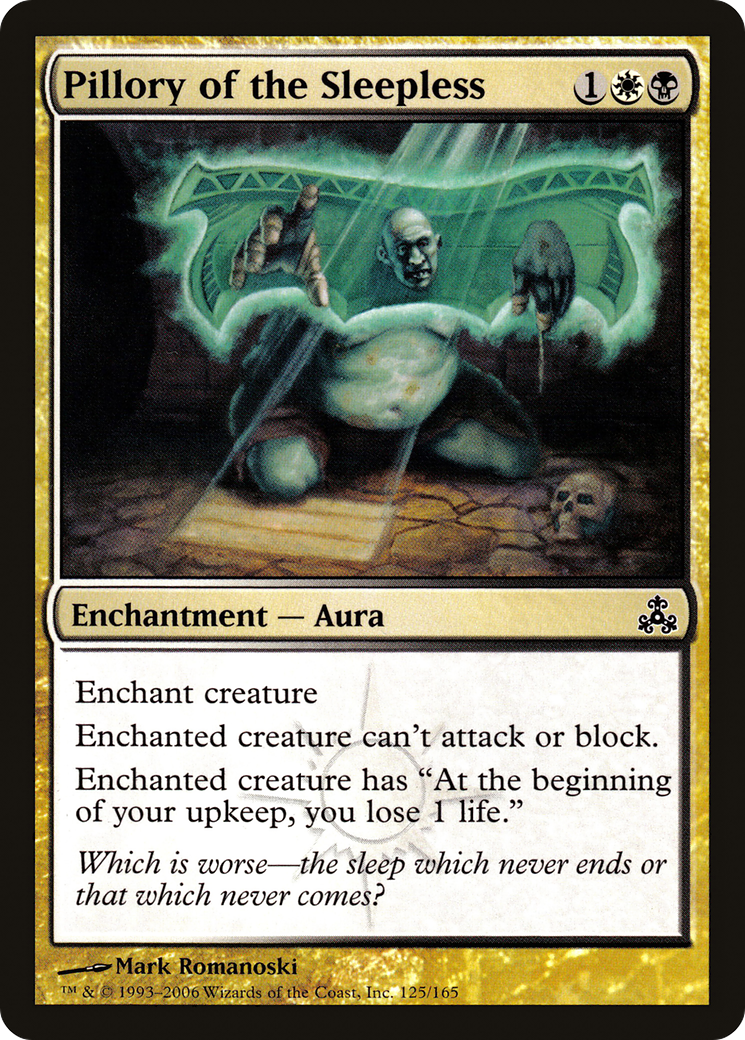 Pillory of the Sleepless 1
Enchantment — Aura
Enchant creature
Enchanted creature can't attack or block.
Enchanted creature has “At the beginning
of your upkeep, you lose 1 life.”
Which is worse—the sleep which never ends or
that which never comes?
Mark Romanoski
™ & © 1993–2006 Wizards of the Coast, Inc. 125/165